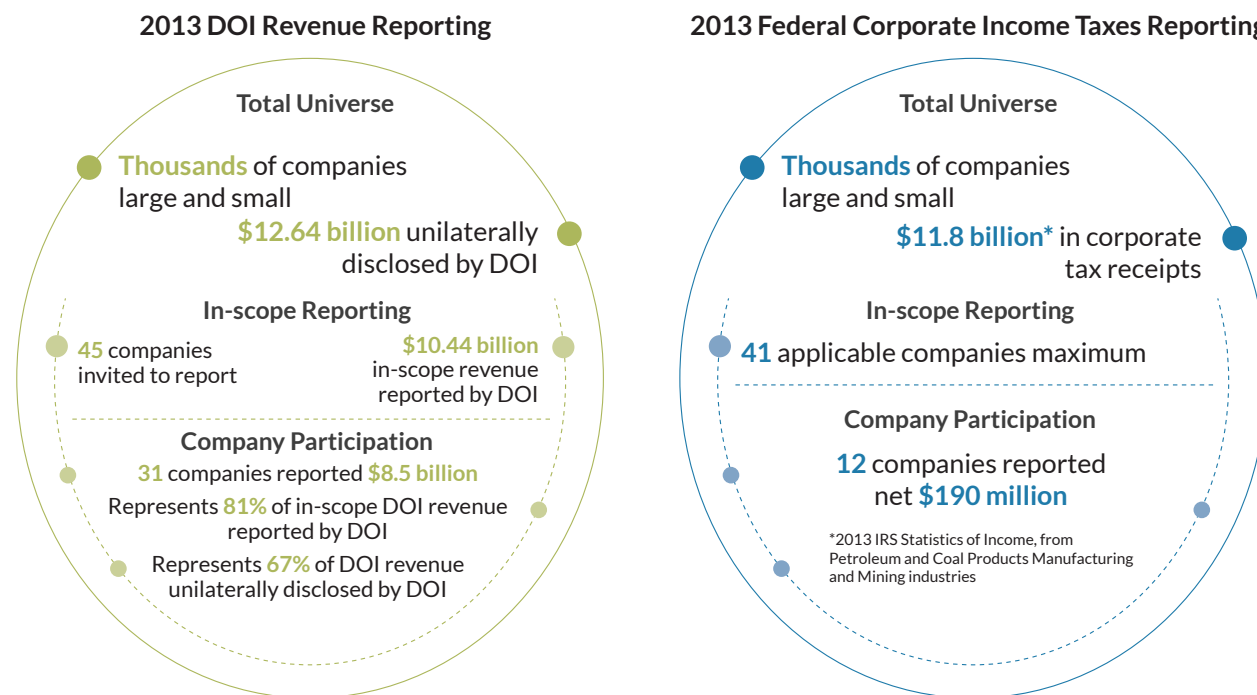 2013 DOI Revenue Reporting
Total Universe
Thousands of companies
large and small
$12.64 billion unilaterally
disclosed by DOI
In-scope Reporting
45 companies
invited to report
$10.44 billion
in-scope revenue
reported by DOI
Company Participation
31 companies reported $8.5 billion
Represents 81% of in-scope DOI revenue
reported by DOI
Represents 67% of DOI revenue
unilaterally disclosed by DOI
2013 Federal Corporate Income Taxes Reporting
Total Universe
Thousands of companies
large and small
$11.8 billion* in corporate
tax receipts
In-scope Reporting
41 applicable companies maximum
Company Participation
12 companies reported
net $190 million
*2013 IRS Statistics of Income, from
Petroleum and Coal Products Manufacturing
and Mining industries